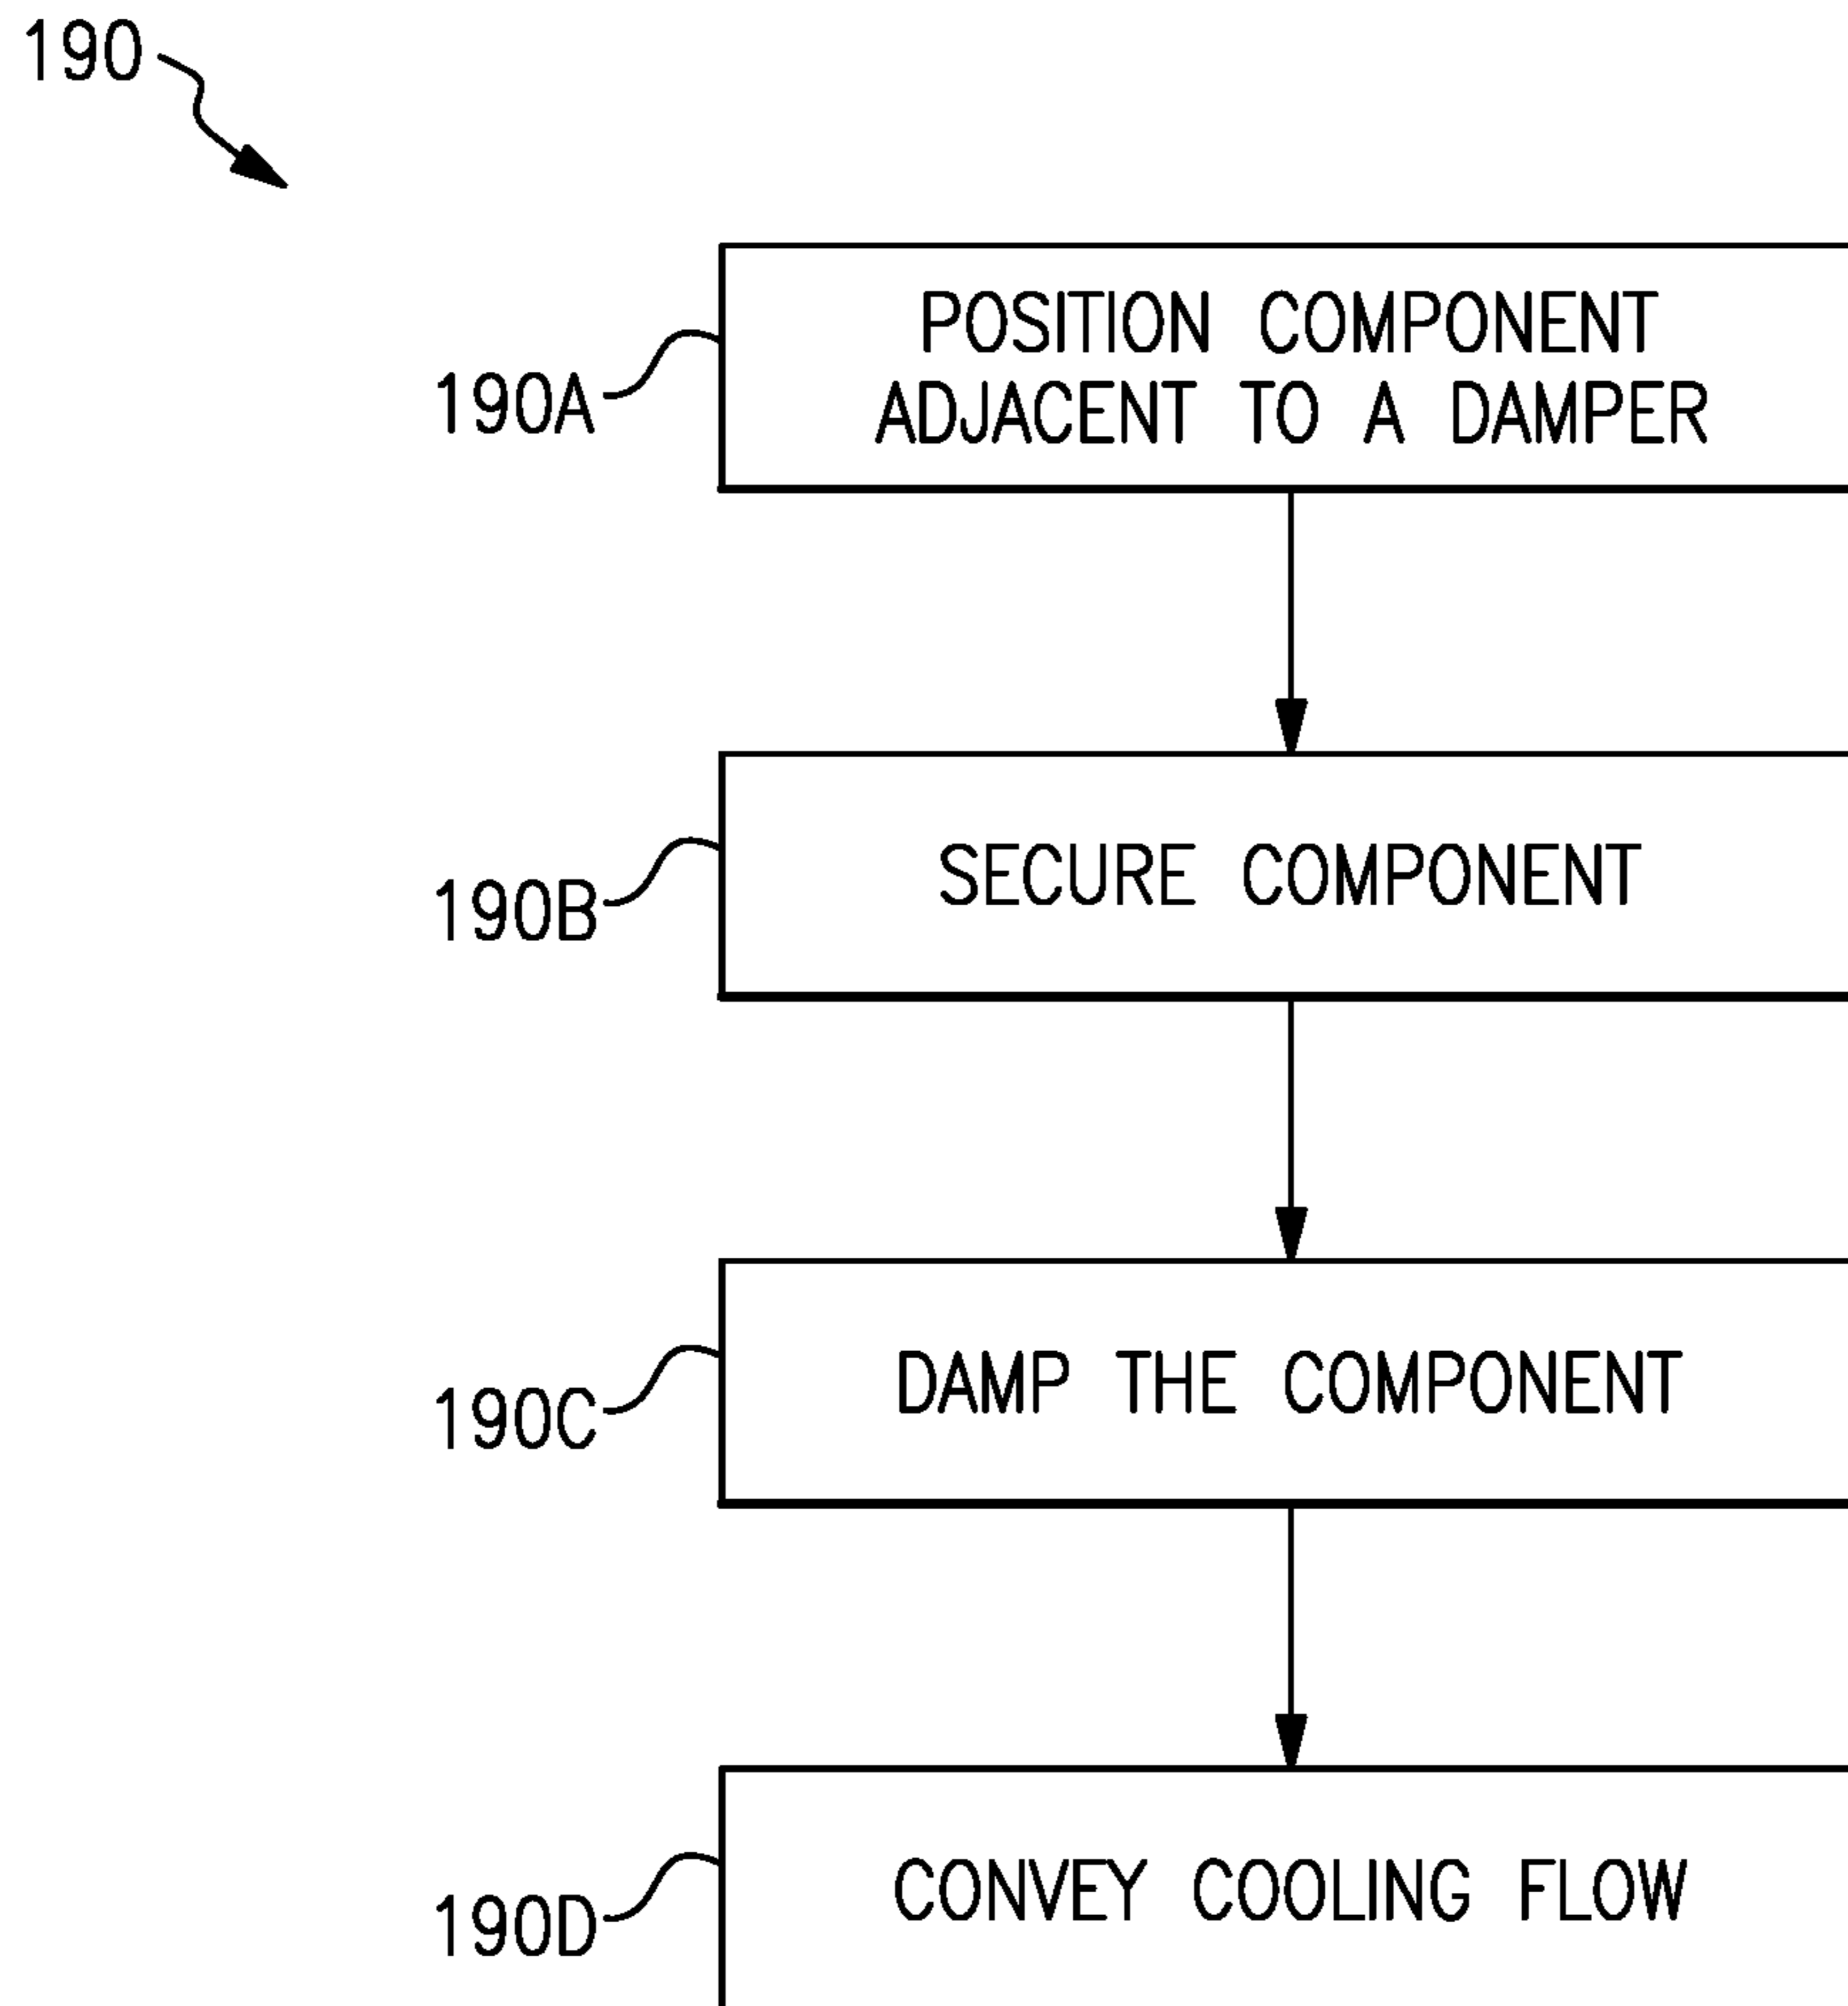 190
POSITION COMPONENT
ADJACENT TO A DAMPER
190A
SECURE COMPONENT
190B
DAMP THE COMPONENT
190C
CONVEY COOLING FLOW
190D